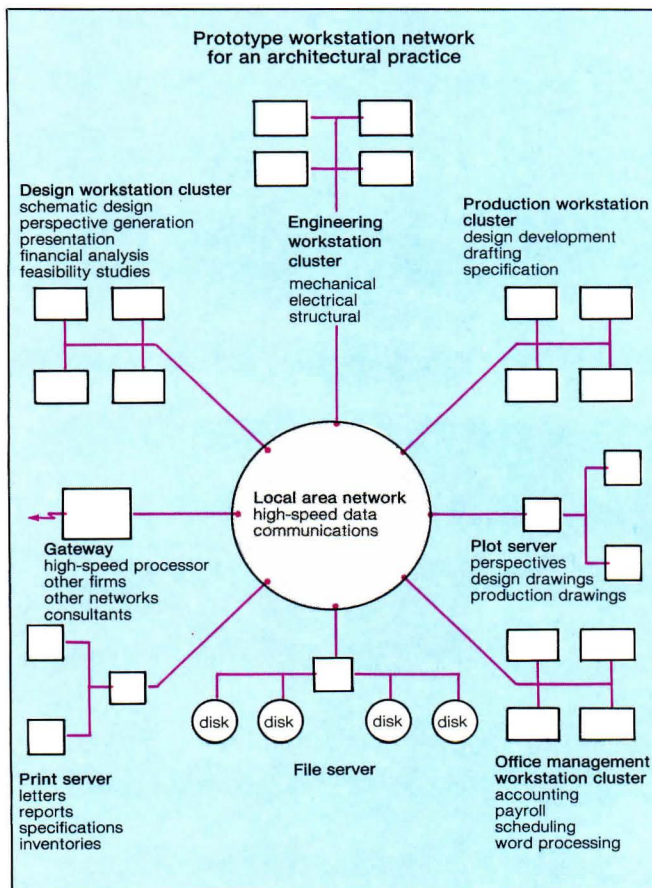 Prototype workstation network
for an architectural practice
Design workstation cluster
schematic design
perspective generation
presentation
financial analysis
feasibility studies
Engineering
workstation
cluster
mechanical
electrical
structural
Production workstation
cluster
design development
drafting
specification
Local area network
high-speed data
communications
Gateway
high-speed processor
other firms
other networks
consultants
Plot server
perspectives
design drawings
production drawings
Print server
letters
reports
specifications
inventories
disk disk disk disk
File server
Office management
workstation cluster
accounting
payroll
scheduling
word processing